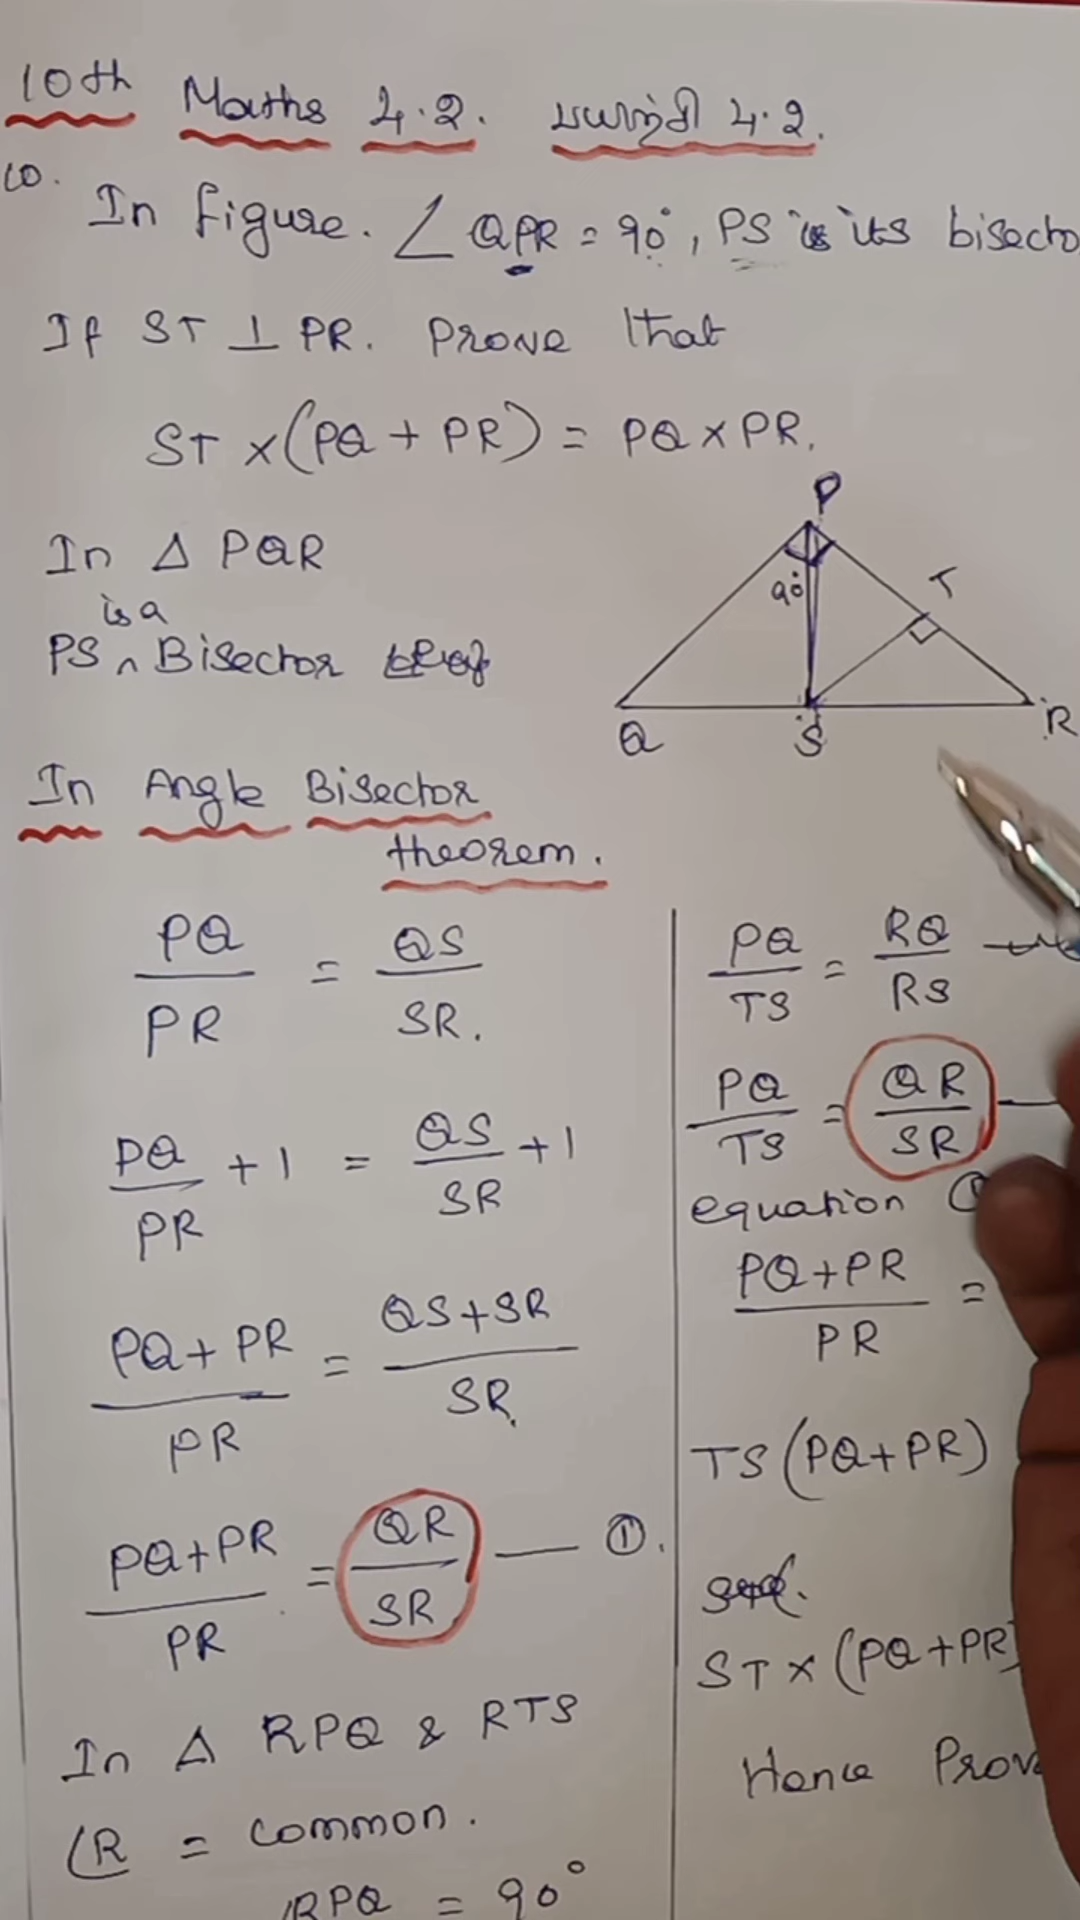 10th Maths 4.2. பயிற்சி 4.2.
10.
In figure. ∠QPR = 90°, PS is its bisecto
If ST ⊥ PR. Prove that
ST × (PQ + PR) = PQ × PR.
In Δ PQR
is a
PS ^ Bisector
P
90°
T
Q
S
R
In Angle Bisector
theorem.
PQ/PR = QS/SR.
PQ/PR + 1 = QS/SR + 1
PQ + PR/PR = QS + SR/SR.
PQ + PR/PR = QR/SR — ①.
In Δ RPQ & RTS
∠R = common.
∠RPQ = 90°
PQ/TS = RQ/RS
PQ/TS = QR/SR —
equation ①
PQ + PR/PR =
TS (PQ + PR)
ST × (PQ + PR)
Hence Prove